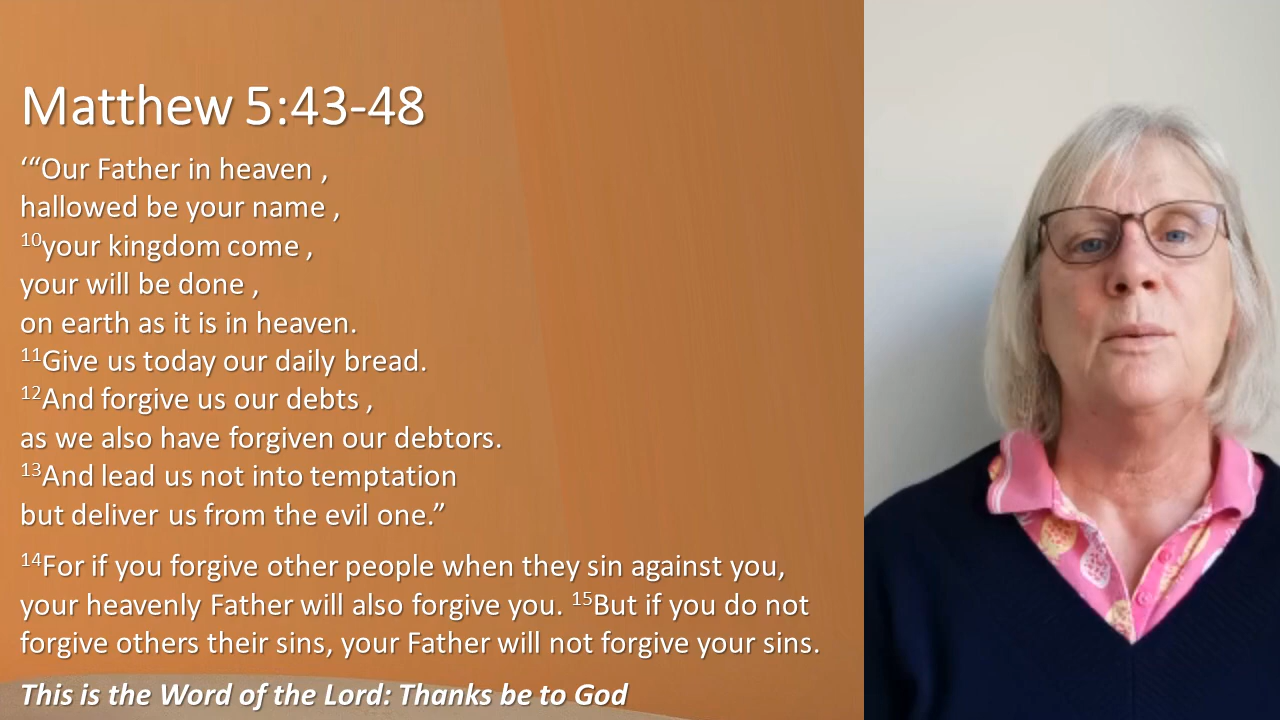 Matthew 5:43-48
‘“Our Father in heaven ,
hallowed be your name ,
10your kingdom come ,
your will be done ,
on earth as it is in heaven.
11Give us today our daily bread.
12And forgive us our debts ,
as we also have forgiven our debtors.
13And lead us not into temptation
but deliver us from the evil one.”
14For if you forgive other people when they sin against you,
your heavenly Father will also forgive you. 15But if you do not
forgive others their sins, your Father will not forgive your sins.
This is the Word of the Lord: Thanks be to God